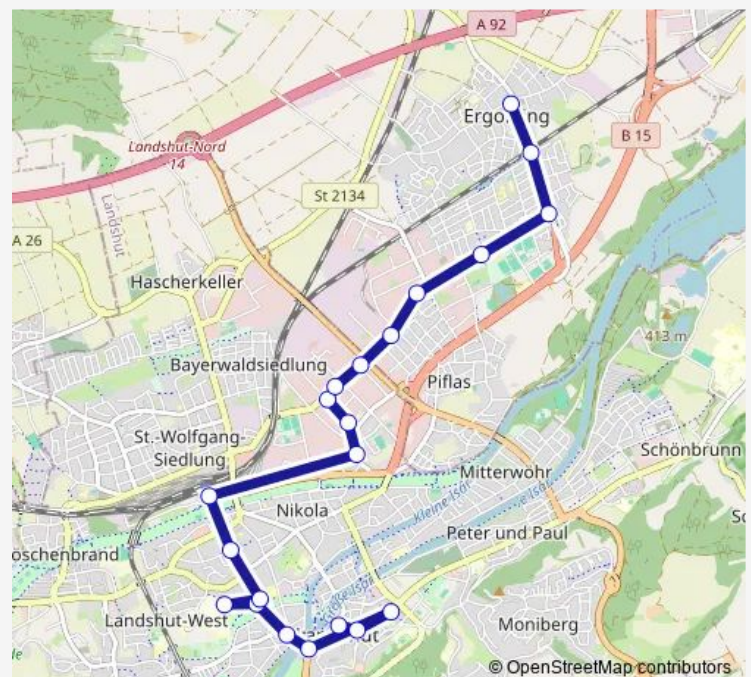 A 92
Landshut-Nord
14
B 15
St 2134
Landshut
A 26
Hascherkeller
413 m
Bayerwaldsiedlung
Piflas
St.-Wolfgang-
Siedlung
Schönbrunn
Mitterwohr
Kleine Isar
Nikola
Peter und Paul
Landshut-West
Moniberg
© OpenStreetMap contributors